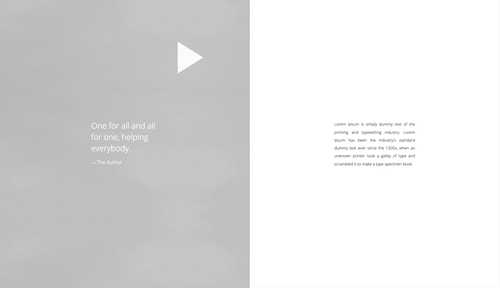 One for all and all
for one, helping
everybody.
— The Author
Lorem Ipsum is simply dummy text of the
printing and typesetting industry. Lorem
Ipsum has been the industry's standard
dummy text ever since the 1500s, when an
unknown printer took a galley of type and
scrambled it to make a type specimen book.